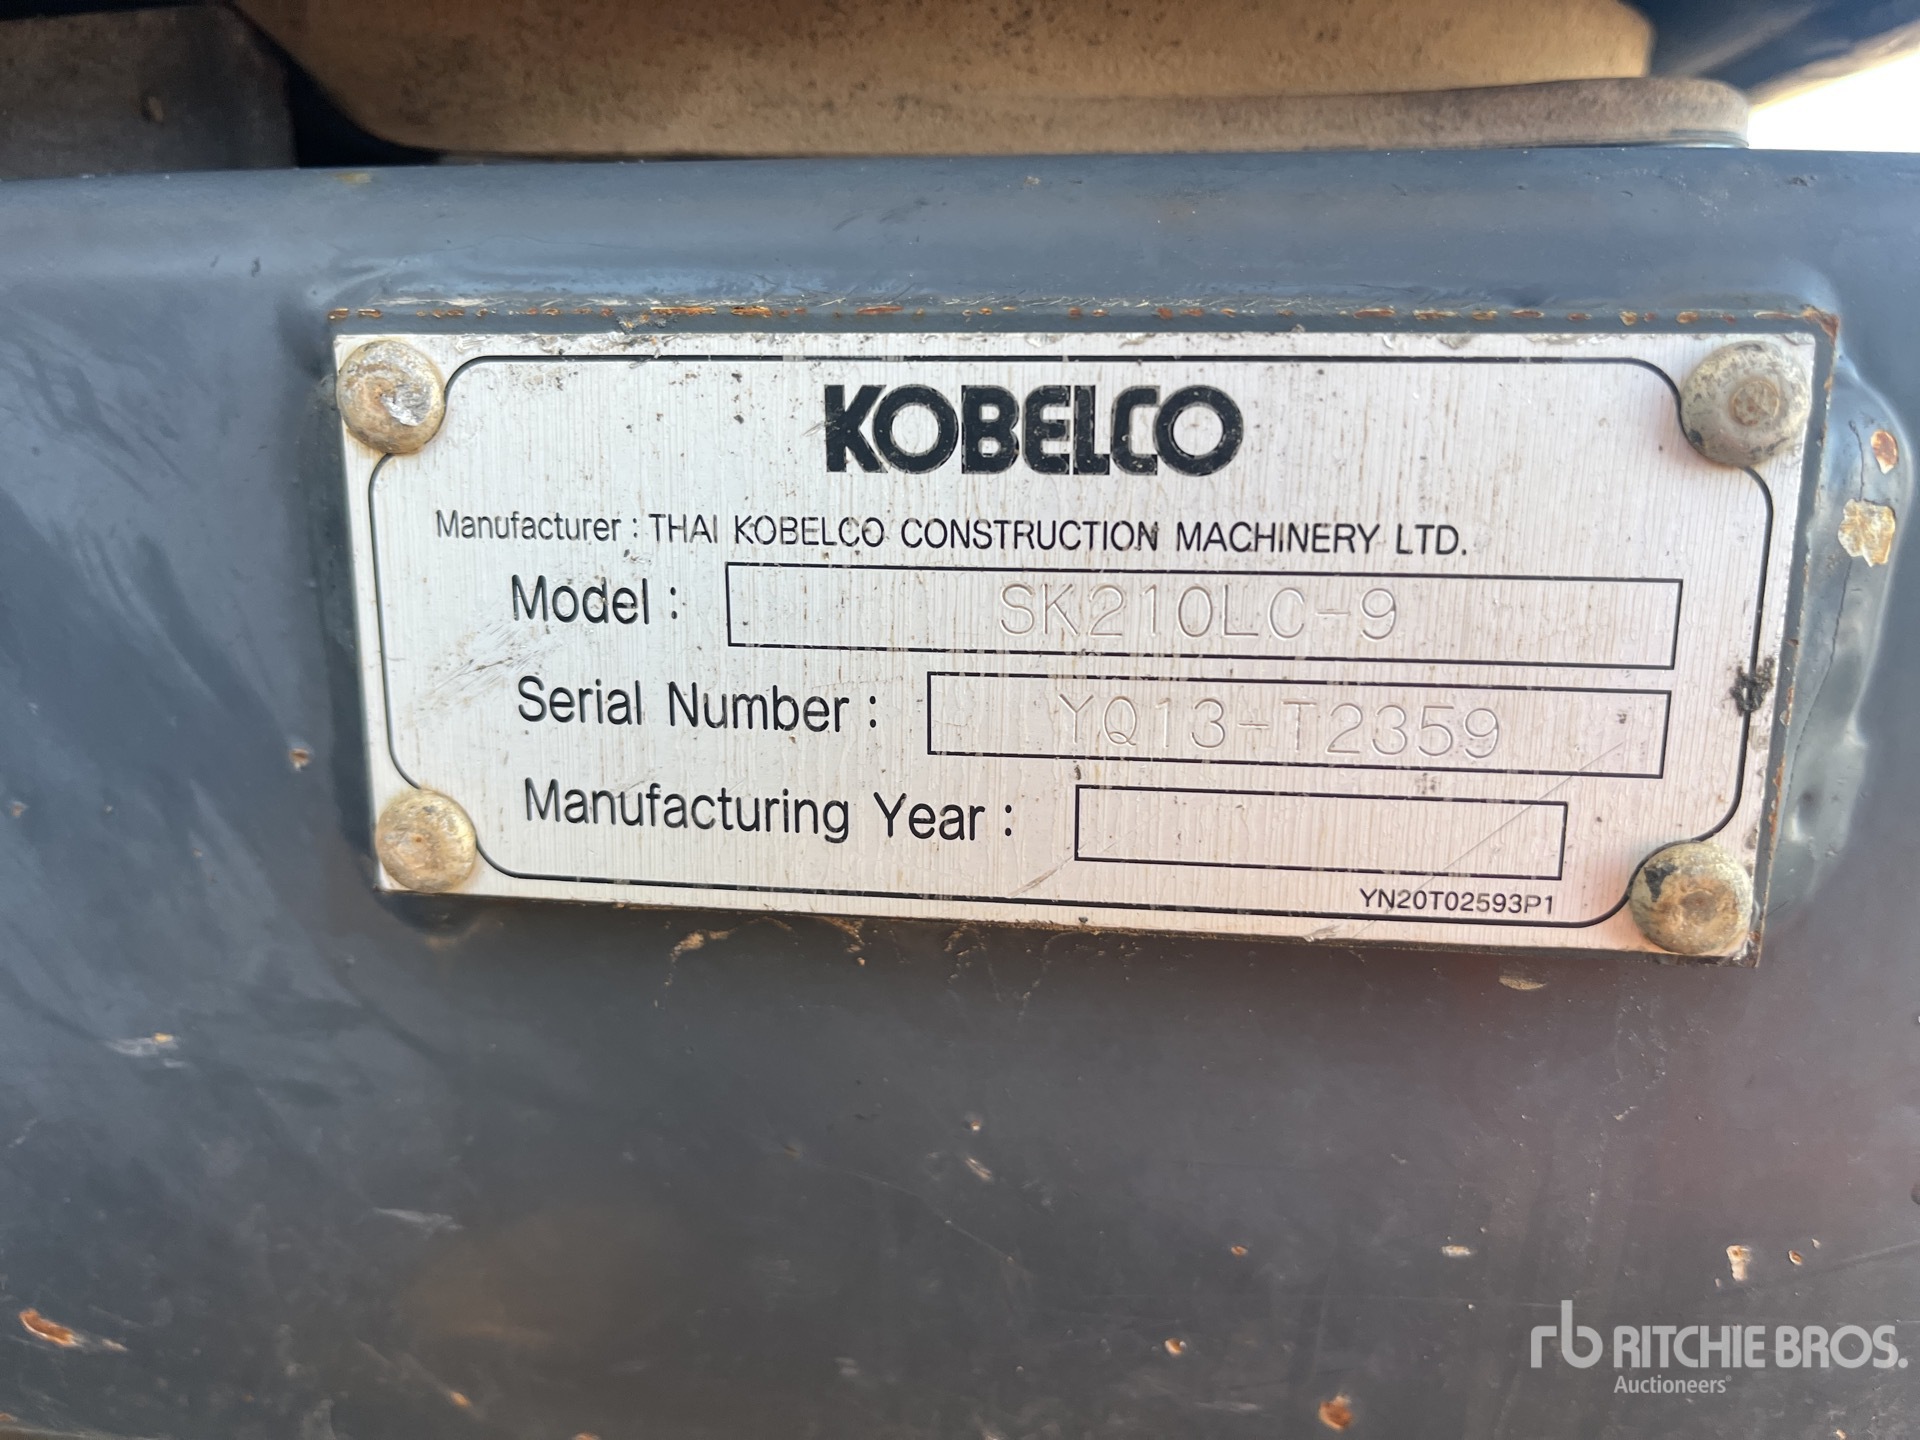 KOBELCO
Manufacturer : THAI KOBELCO CONSTRUCTION MACHINERY LTD.
Model : SK210LC-9
Serial Number : YQ13-T2359
Manufacturing Year :
YN20T02593P1
rb RITCHIE BROS.
Auctioneers